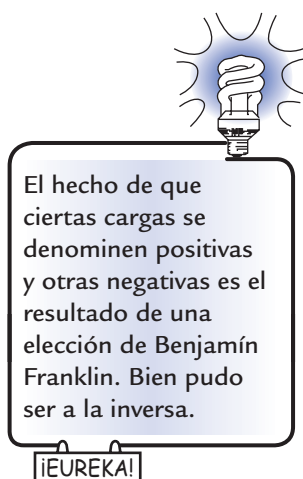 El hecho de que
ciertas cargas se
denominen positivas
y otras negativas es el
resultado de una
elección de Benjamín
Franklin. Bien pudo
ser a la inversa.
¡EUREKA!